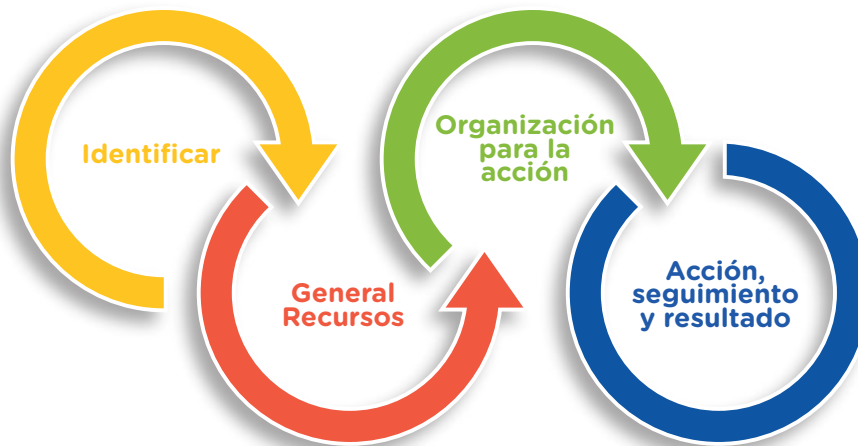 Identificar
General
Recursos
Organización
para la
acción
Acción,
seguimiento
y resultado